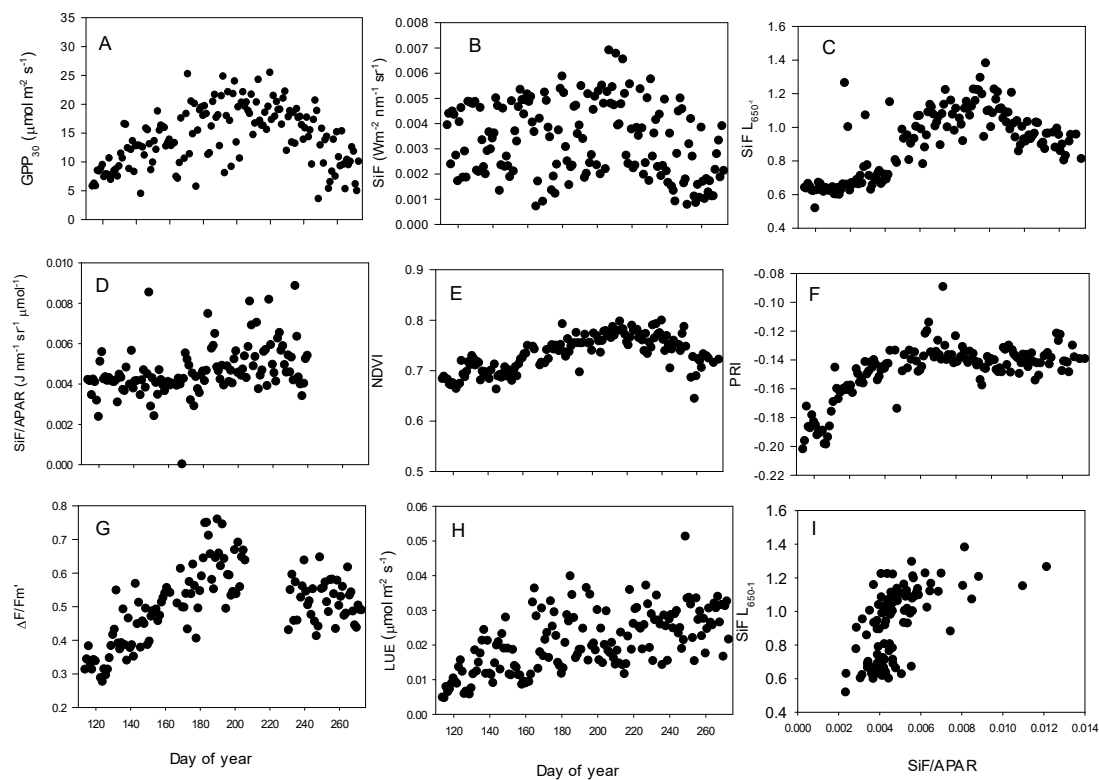 A
GPP₃₀ (μmol m⁻² s⁻¹)
35
30
25
20
15
10
5
0
B
SiF (Wm⁻² nm⁻¹ sr⁻¹)
0.008
0.007
0.006
0.005
0.004
0.003
0.002
0.001
0.000
C
SiF L₆₅₀-¹
1.6
1.4
1.2
1.0
0.8
0.6
0.4
D
SiF/APAR (J nm⁻¹ sr⁻¹ μmol⁻¹)
0.010
0.008
0.006
0.004
0.002
0.000
E
NDVI
0.9
0.8
0.7
0.6
0.5
F
PRI
-0.08
-0.10
-0.12
-0.14
-0.16
-0.18
-0.20
-0.22
G
ΔF/Fm'
0.8
0.7
0.6
0.5
0.4
0.3
0.2
120 140 160 180 200 220 240 260
Day of year
H
LUE (μmol m⁻² s⁻¹)
0.06
0.05
0.04
0.03
0.02
0.01
0.00
120 140 160 180 200 220 240 260
Day of year
I
SiF L₆₅₀₋₁
1.6
1.4
1.2
1.0
0.8
0.6
0.4
0.000 0.002 0.004 0.006 0.008 0.010 0.012 0.014
SiF/APAR